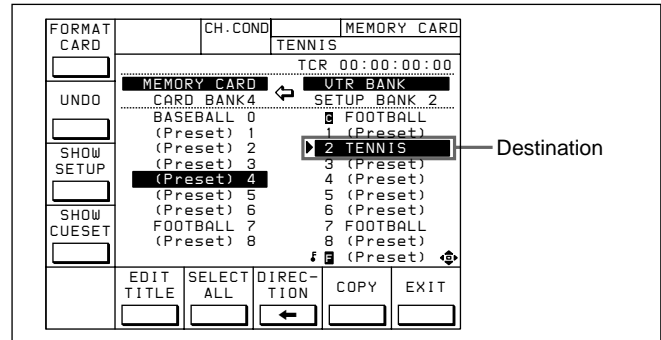 FORMAT CARD
CH.COND
MEMORY CARD
TENNIS
TCR 00:00:00:00
MEMORY CARD
VTR BANK
UNDO
CARD BANK4
SETUP BANK 2
BASEBALL 0
C FOOTBALL
(Preset) 1
1 (Preset)
SHOW SETUP
(Preset) 2
2 TENNIS
Destination
(Preset) 3
3 (Preset)
(Preset) 4
4 (Preset)
(Preset) 5
5 (Preset)
SHOW CUESET
(Preset) 6
6 (Preset)
FOOTBALL 7
7 FOOTBALL
(Preset) 8
8 (Preset)
F (Preset)
EDIT TITLE
SELECT ALL
DIREC-
TION
COPY
EXIT